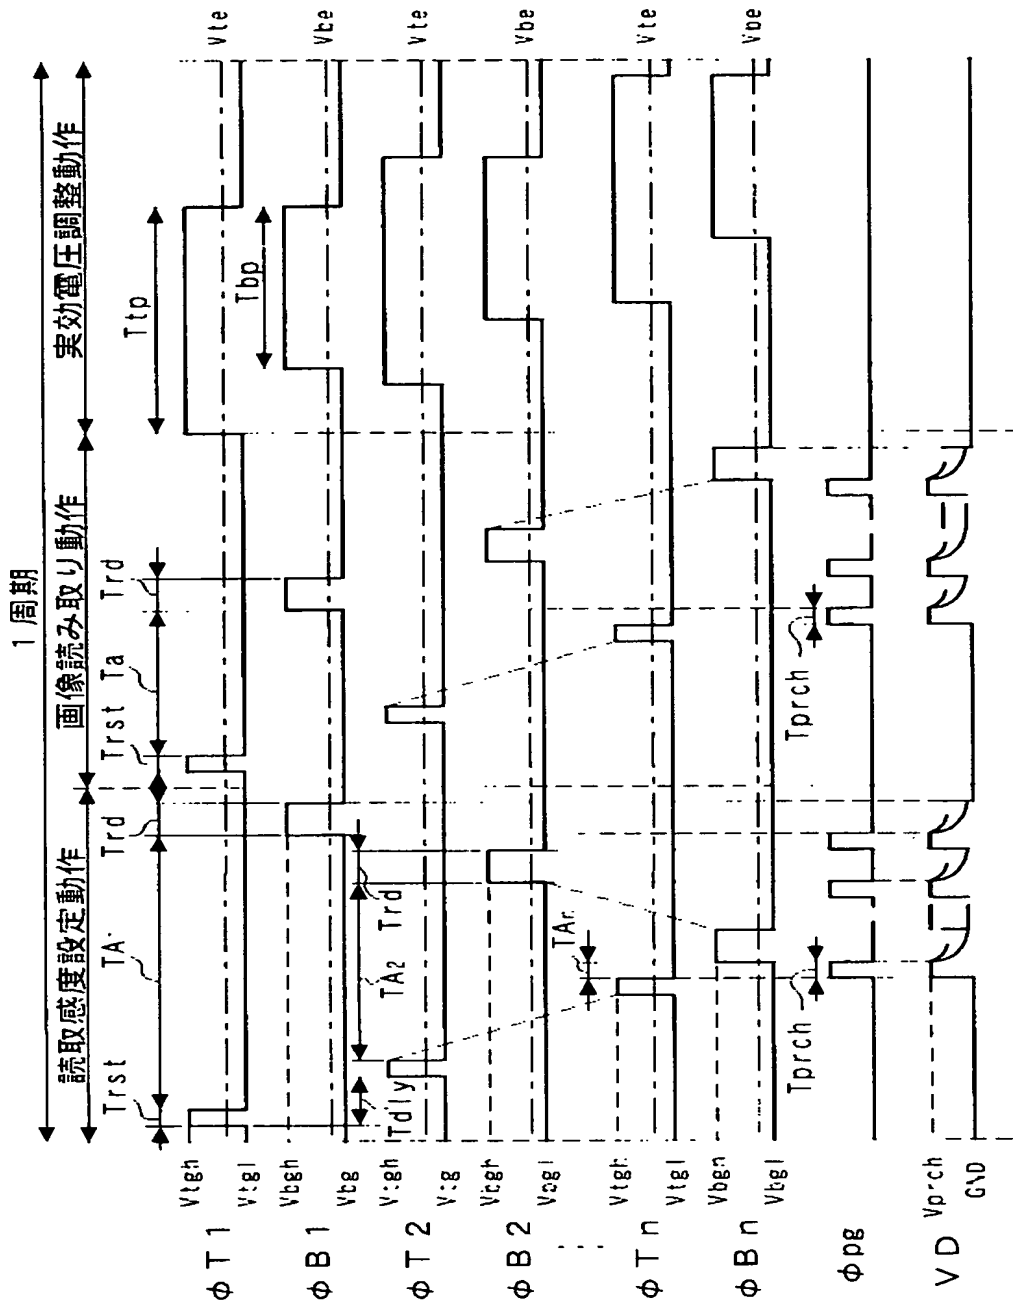 1周期
読取感度設定動作
画像読み取り動作
実効電圧調整動作
Trst
TA
Trd
Trst
Ta
Trd
Ttp
φT1
Vtgh
Vtgl
Vte
φB1
Vbgh
Vbg
Tbp
φT2
Tdly
TA2
Trd
Vte
φB2
Vbgl
Vbe
φTn
Vtgh
Vtgl
TAn
Vte
φBn
Vbgh
Vbgl
φpg
Tprch
Tprch
VD
Vprch
GND